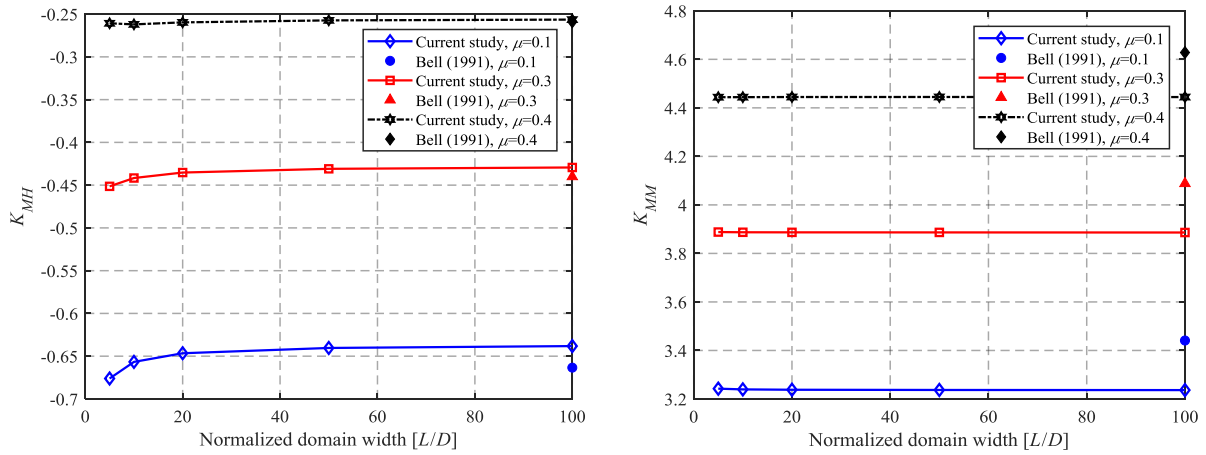 -0.25
-0.3
-0.35
-0.4
-0.45
-0.5
-0.55
-0.6
-0.65
-0.7
0 20 40 60 80 100
K_MH
Normalized domain width [L/D]
Current study, μ=0.1
Bell (1991), μ=0.1
Current study, μ=0.3
Bell (1991), μ=0.3
Current study, μ=0.4
Bell (1991), μ=0.4
4.8
4.6
4.4
4.2
4
3.8
3.6
3.4
3.2
0 20 40 60 80 100
K_MM
Normalized domain width [L/D]
Current study, μ=0.1
Bell (1991), μ=0.1
Current study, μ=0.3
Bell (1991), μ=0.3
Current study, μ=0.4
Bell (1991), μ=0.4